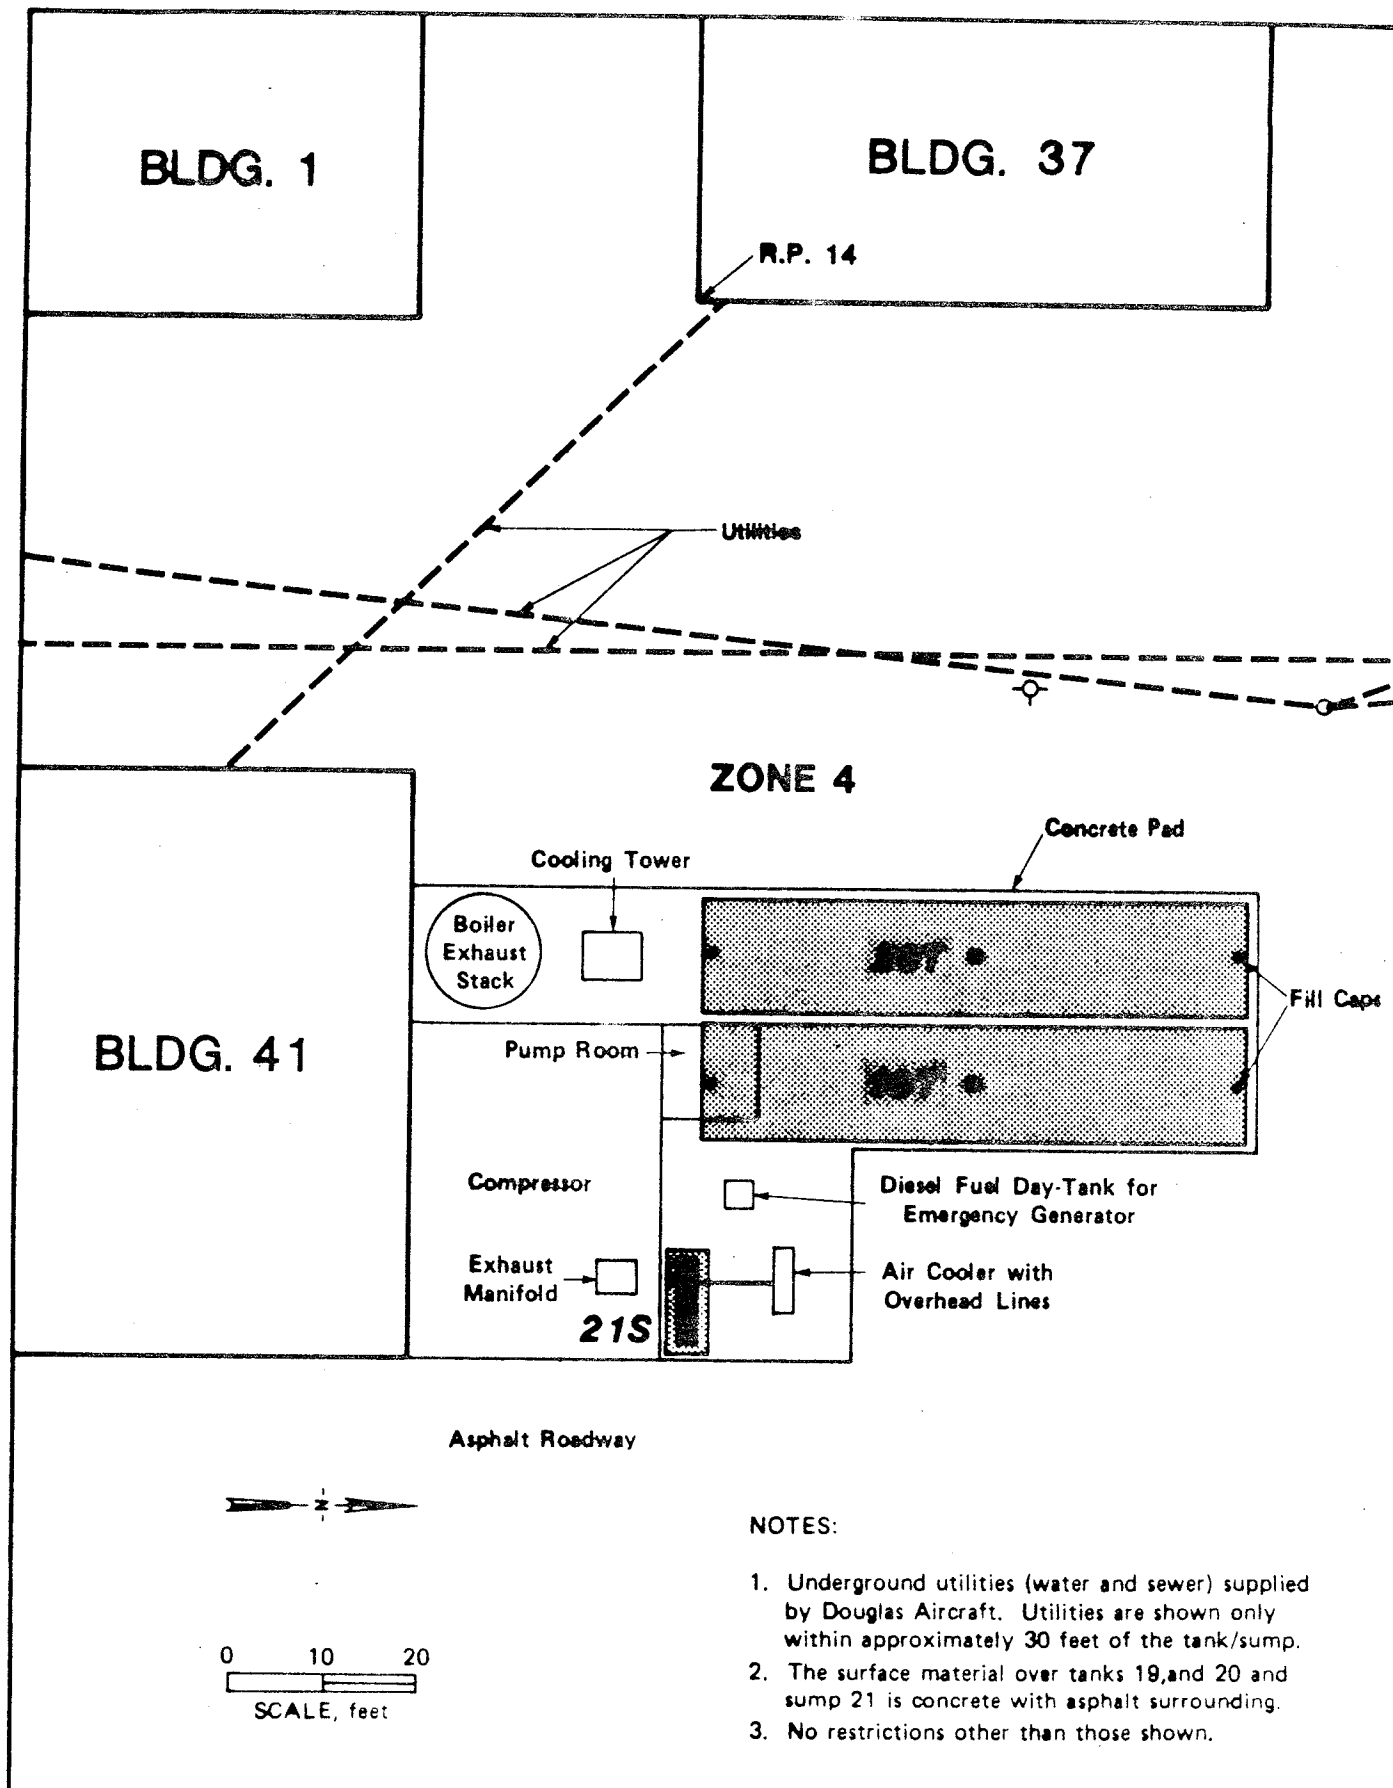 BLDG. 1
BLDG. 37
R.P. 14
Utilities
ZONE 4
Concrete Pad
Cooling Tower
Boiler
Exhaust
Stack
Fill Caps
BLDG. 41
Pump Room
Compressor
Diesel Fuel Day-Tank for
Emergency Generator
Exhaust
Manifold
Air Cooler with
Overhead Lines
21S
Asphalt Roadway
N
0 10 20
SCALE, feet
NOTES:
1. Underground utilities (water and sewer) supplied
by Douglas Aircraft. Utilities are shown only
within approximately 30 feet of the tank/sump.
2. The surface material over tanks 19,and 20 and
sump 21 is concrete with asphalt surrounding.
3. No restrictions other than those shown.